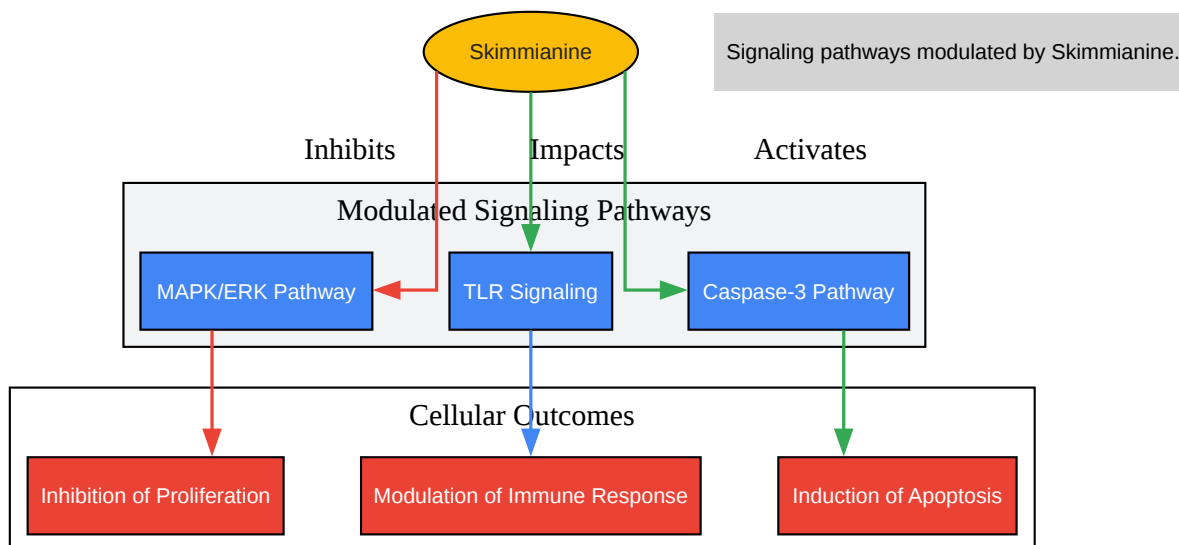 Skimmianine
Signaling pathways modulated by Skimmianine.
Inhibits
Impacts
Activates
Modulated Signaling Pathways
MAPK/ERK Pathway
TLR Signaling
Caspase-3 Pathway
Cellular Outcomes
Inhibition of Proliferation
Modulation of Immune Response
Induction of Apoptosis